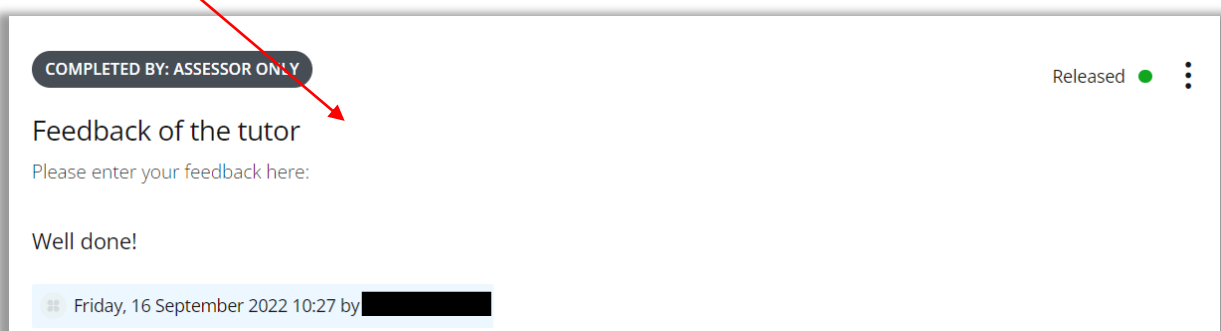 COMPLETED BY: ASSESSOR ONLY
Released
Feedback of the tutor
Please enter your feedback here:
Well done!
Friday, 16 September 2022 10:27 by